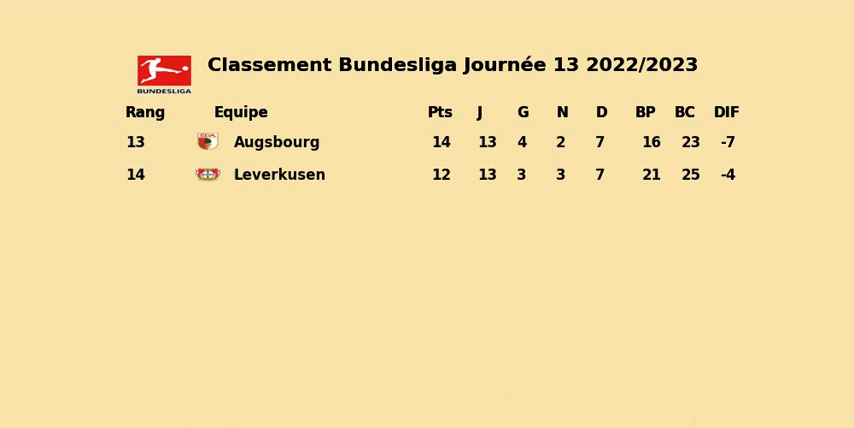 Classement Bundesliga Journée 13 2022/2023
BUNDESLIGA
Rang Equipe Pts J G N D BP BC DIF
13 Augsbourg 14 13 4 2 7 16 23 -7
14 Leverkusen 12 13 3 3 7 21 25 -4